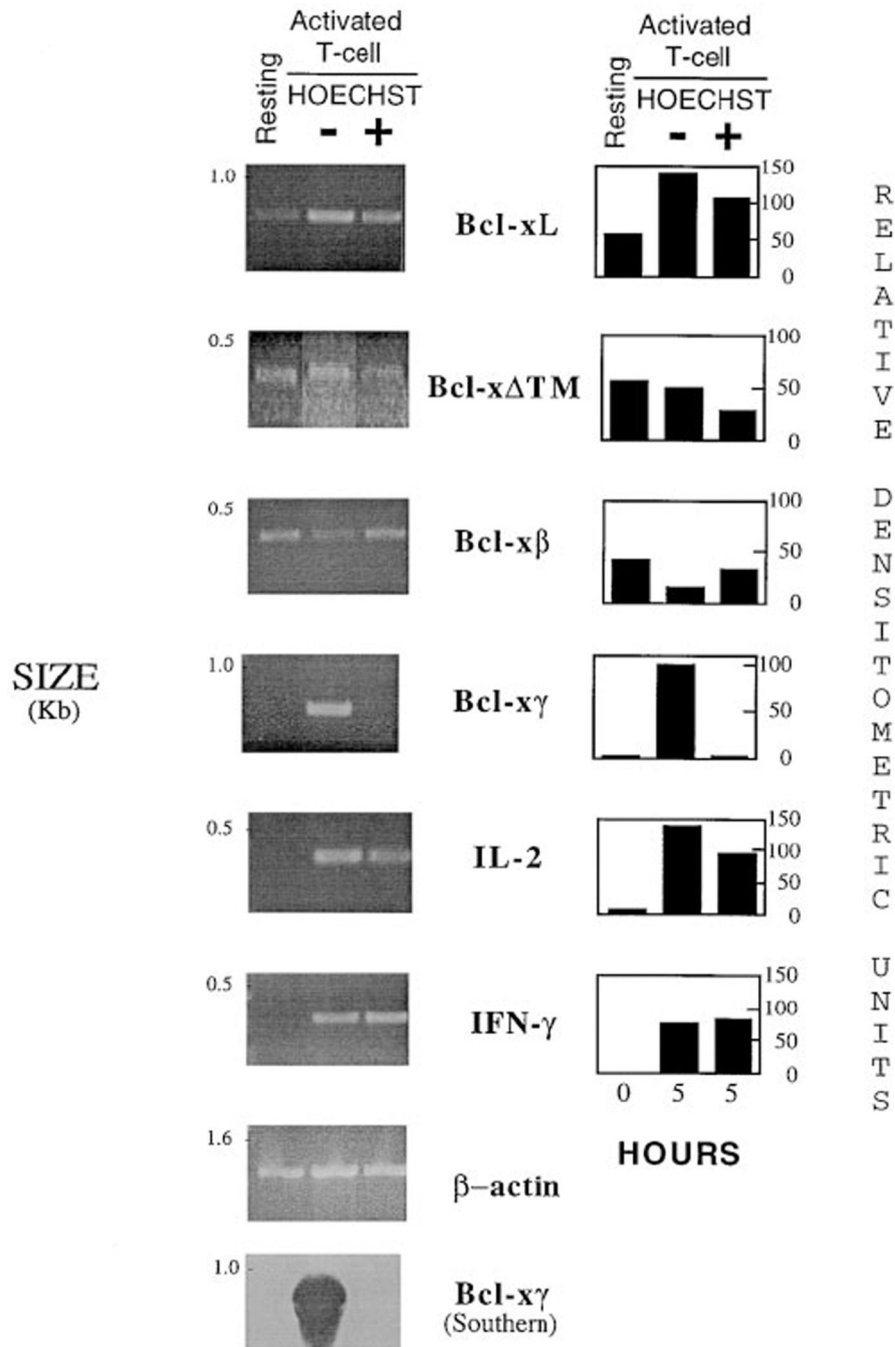 Activated
T-cell
HOECHST
Resting
-
+
Activated
T-cell
HOECHST
Resting
-
+
1.0
Bcl-xL
150
100
50
0
0.5
Bcl-xΔTM
100
50
0
0.5
Bcl-xβ
100
50
0
SIZE
(Kb)
1.0
Bcl-xγ
100
50
0
0.5
IL-2
150
100
50
0
0.5
IFN-γ
150
100
50
0
0 5 5
HOURS
1.6
β-actin
1.0
Bcl-xγ
(Southern)
RELATIVE DENSITOMETRIC UNITS